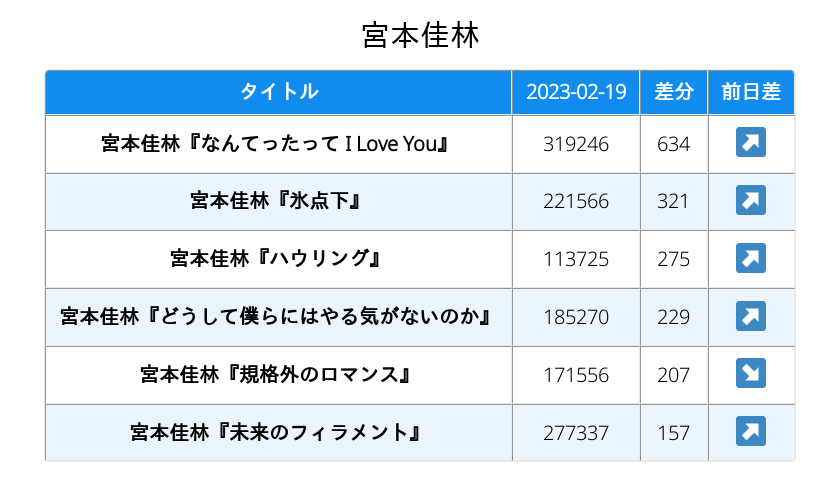 宮本佳林
タイトル 2023-02-19 差分 前日差
宮本佳林『なんてったって I Love You』 319246 634 ↗
宮本佳林『氷点下』 221566 321 ↗
宮本佳林『ハウリング』 113725 275 ↗
宮本佳林『どうして僕らにはやる気がないのか』 185270 229 ↗
宮本佳林『規格外のロマンス』 171556 207 ↘
宮本佳林『未来のフィラメント』 277337 157 ↗